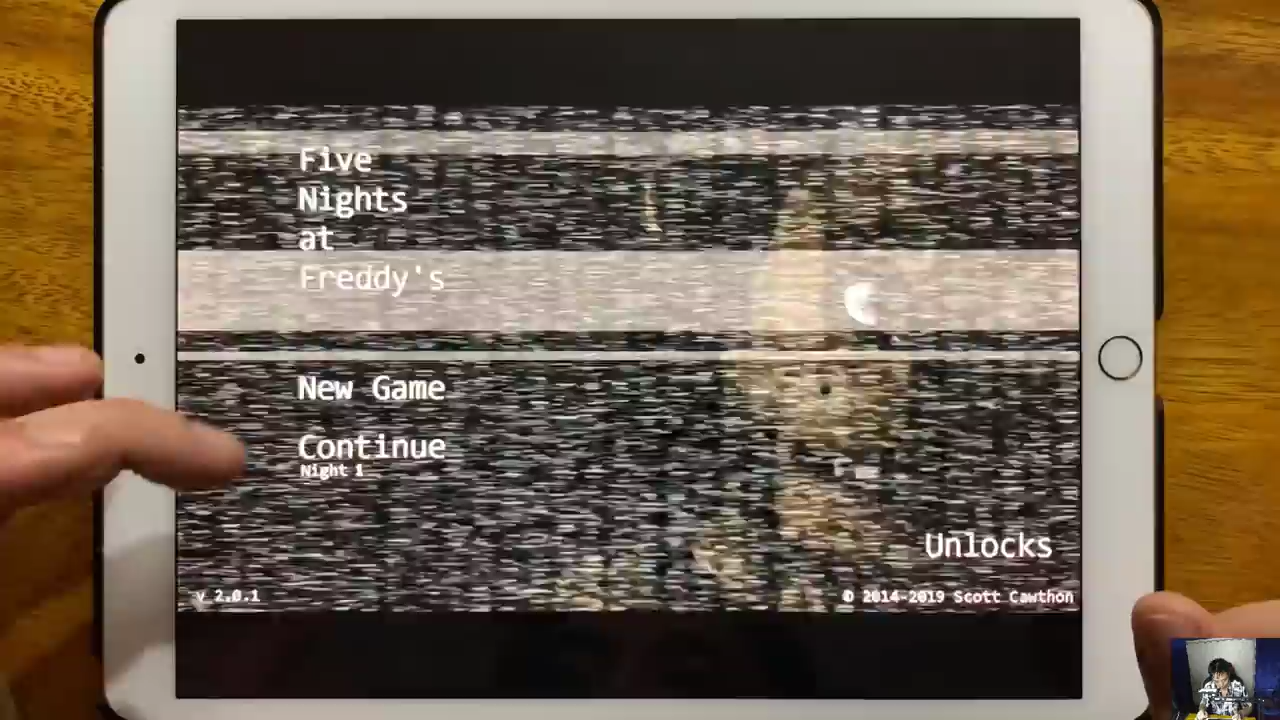 Five
Nights
at
Freddy's
New Game
Continue
Night 1
Unlocks
v 2.0.1
© 2014-2019 Scott Cawthon